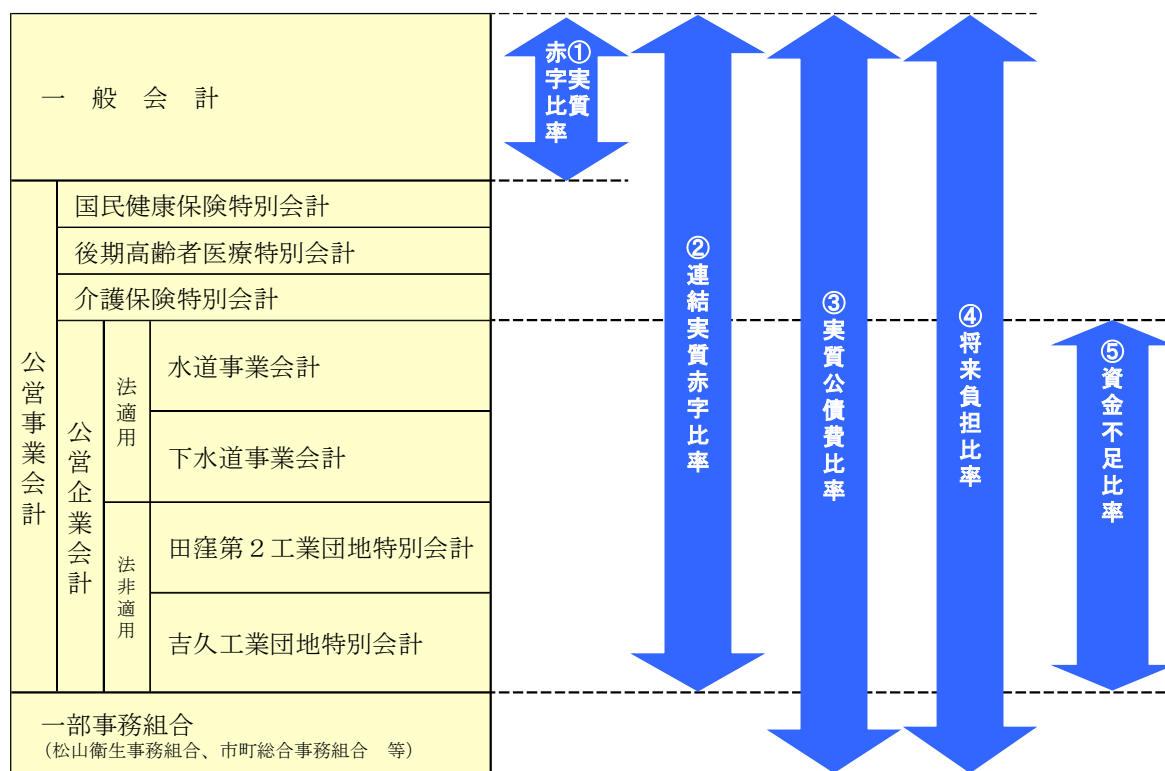 一　般　会　計
①実質
赤字比率
②連結実質赤字比率
③実質公債費比率
④将来負担比率
⑤資金不足比率
公営事業会計
国民健康保険特別会計
後期高齢者医療特別会計
介護保険特別会計
公営企業会計
法適用
水道事業会計
下水道事業会計
法非適用
田窪第２工業団地特別会計
吉久工業団地特別会計
一部事務組合
（松山衛生事務組合、市町総合事務組合　等）